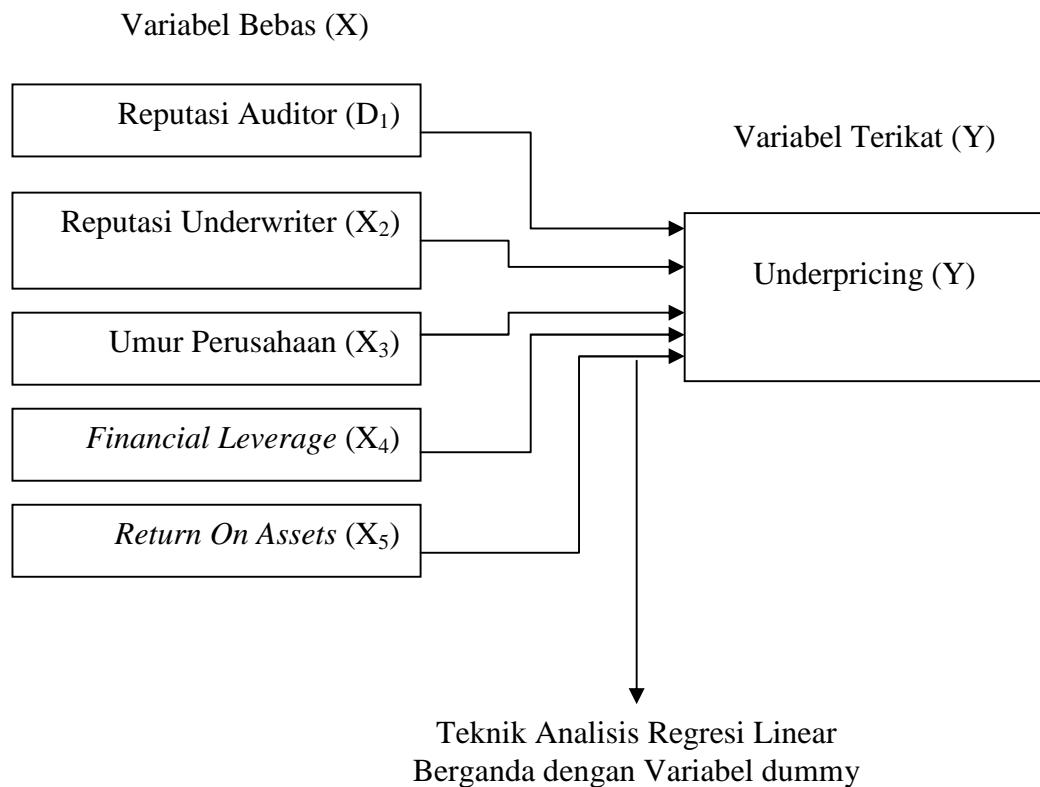 Variabel Bebas (X)
Reputasi Auditor (D₁)
Variabel Terikat (Y)
Reputasi Underwriter (X₂)
Underpricing (Y)
Umur Perusahaan (X₃)
Financial Leverage (X₄)
Return On Assets (X₅)
Teknik Analisis Regresi Linear
Berganda dengan Variabel dummy